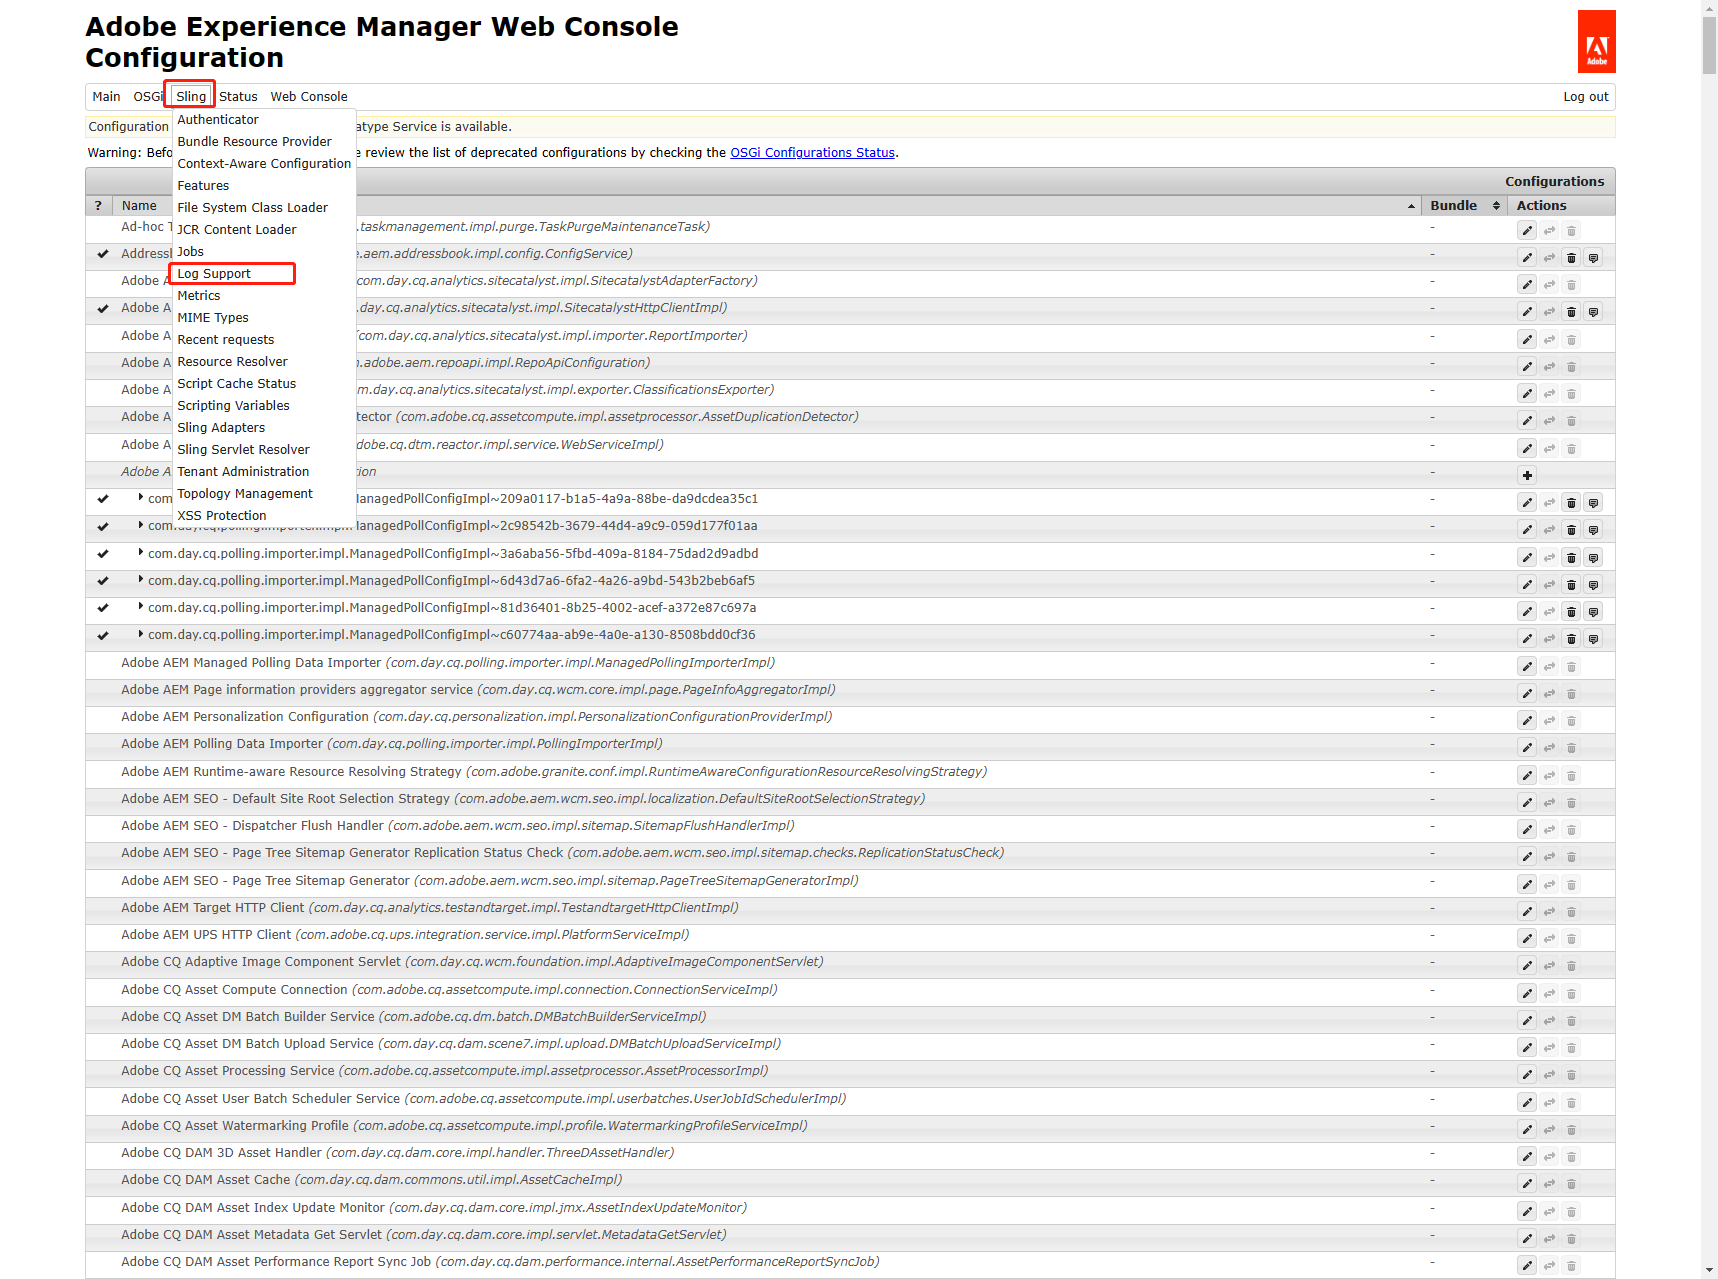 Adobe Experience Manager Web Console
Configuration
Adobe
Main OSGi Sling Status Web Console Log out
Configuration atype Service is available.
Warning: Befo e review the list of deprecated configurations by checking the OSGi Configurations Status.
Authenticator
Bundle Resource Provider
Context-Aware Configuration
Features
File System Class Loader
JCR Content Loader
Jobs
Log Support
Metrics
MIME Types
Recent requests
Resource Resolver
Script Cache Status
Scripting Variables
Sling Adapters
Sling Servlet Resolver
Tenant Administration
Topology Management
XSS Protection
Configurations
? Name Bundle Actions
Ad-hoc T .taskmanagement.impl.purge.TaskPurgeMaintenanceTask) -
Address e.aem.addressbook.impl.config.ConfigService) -
Adobe A com.day.cq.analytics.sitecatalyst.impl.SitecatalystAdapterFactory) -
Adobe A .day.cq.analytics.sitecatalyst.impl.SitecatalystHttpClientImpl) -
Adobe A (com.day.cq.analytics.sitecatalyst.impl.importer.ReportImporter) -
Adobe A .adobe.aem.repoapi.impl.RepoApiConfiguration) -
Adobe A m.day.cq.analytics.sitecatalyst.impl.exporter.ClassificationsExporter) -
Adobe A tector (com.adobe.cq.assetcompute.impl.assetprocessor.AssetDuplicationDetector) -
Adobe A dobe.cq.dtm.reactor.impl.service.WebServiceImpl) -
Adobe A ion -
com ManagedPollConfigImpl~209a0117-b1a5-4a9a-88be-da9dcdea35c1 -
com.day.cq.polling.importer.impl.ManagedPollConfigImpl~2c98542b-3679-44d4-a9c9-059d177f01aa -
com.day.cq.polling.importer.impl.ManagedPollConfigImpl~3a6aba56-5fbd-409a-8184-75dad2d9adbd -
com.day.cq.polling.importer.impl.ManagedPollConfigImpl~6d43d7a6-6fa2-4a26-a9bd-543b2beb6af5 -
com.day.cq.polling.importer.impl.ManagedPollConfigImpl~81d36401-8b25-4002-acef-a372e87c697a -
com.day.cq.polling.importer.impl.ManagedPollConfigImpl~c60774aa-ab9e-4a0e-a130-8508bdd0cf36 -
Adobe AEM Managed Polling Data Importer (com.day.cq.polling.importer.impl.ManagedPollingImporterImpl) -
Adobe AEM Page information providers aggregator service (com.day.cq.wcm.core.impl.page.PageInfoAggregatorImpl) -
Adobe AEM Personalization Configuration (com.day.cq.personalization.impl.PersonalizationConfigurationProviderImpl) -
Adobe AEM Polling Data Importer (com.day.cq.polling.importer.impl.PollingImporterImpl) -
Adobe AEM Runtime-aware Resource Resolving Strategy (com.adobe.granite.conf.impl.RuntimeAwareConfigurationResourceResolvingStrategy) -
Adobe AEM SEO - Default Site Root Selection Strategy (com.adobe.aem.wcm.seo.impl.localization.DefaultSiteRootSelectionStrategy) -
Adobe AEM SEO - Dispatcher Flush Handler (com.adobe.aem.wcm.seo.impl.sitemap.SitemapFlushHandlerImpl) -
Adobe AEM SEO - Page Tree Sitemap Generator Replication Status Check (com.adobe.aem.wcm.seo.impl.sitemap.checks.ReplicationStatusCheck) -
Adobe AEM SEO - Page Tree Sitemap Generator (com.adobe.aem.wcm.seo.impl.sitemap.PageTreeSitemapGeneratorImpl) -
Adobe AEM Target HTTP Client (com.day.cq.analytics.testandtarget.impl.TestandtargetHttpClientImpl) -
Adobe AEM UPS HTTP Client (com.adobe.cq.ups.integration.service.impl.PlatformServiceImpl) -
Adobe CQ Adaptive Image Component Servlet (com.day.cq.wcm.foundation.impl.AdaptiveImageComponentServlet) -
Adobe CQ Asset Compute Connection (com.adobe.cq.assetcompute.impl.connection.ConnectionServiceImpl) -
Adobe CQ Asset DM Batch Builder Service (com.adobe.cq.dm.batch.DMBatchBuilderServiceImpl) -
Adobe CQ Asset DM Batch Upload Service (com.day.cq.dam.scene7.impl.upload.DMBatchUploadServiceImpl) -
Adobe CQ Asset Processing Service (com.adobe.cq.assetcompute.impl.assetprocessor.AssetProcessorImpl) -
Adobe CQ Asset User Batch Scheduler Service (com.adobe.cq.assetcompute.impl.userbatches.UserJobIdSchedulerImpl) -
Adobe CQ Asset Watermarking Profile (com.adobe.cq.assetcompute.impl.profile.WatermarkingProfileServiceImpl) -
Adobe CQ DAM 3D Asset Handler (com.day.cq.dam.core.impl.handler.ThreeDAssetHandler) -
Adobe CQ DAM Asset Cache (com.day.cq.dam.commons.util.impl.AssetCacheImpl) -
Adobe CQ DAM Asset Index Update Monitor (com.day.cq.dam.core.impl.jmx.AssetIndexUpdateMonitor) -
Adobe CQ DAM Asset Metadata Get Servlet (com.day.cq.dam.core.impl.servlet.MetadataGetServlet) -
Adobe CQ DAM Asset Performance Report Sync Job (com.day.cq.dam.performance.internal.AssetPerformanceReportSyncJob) -